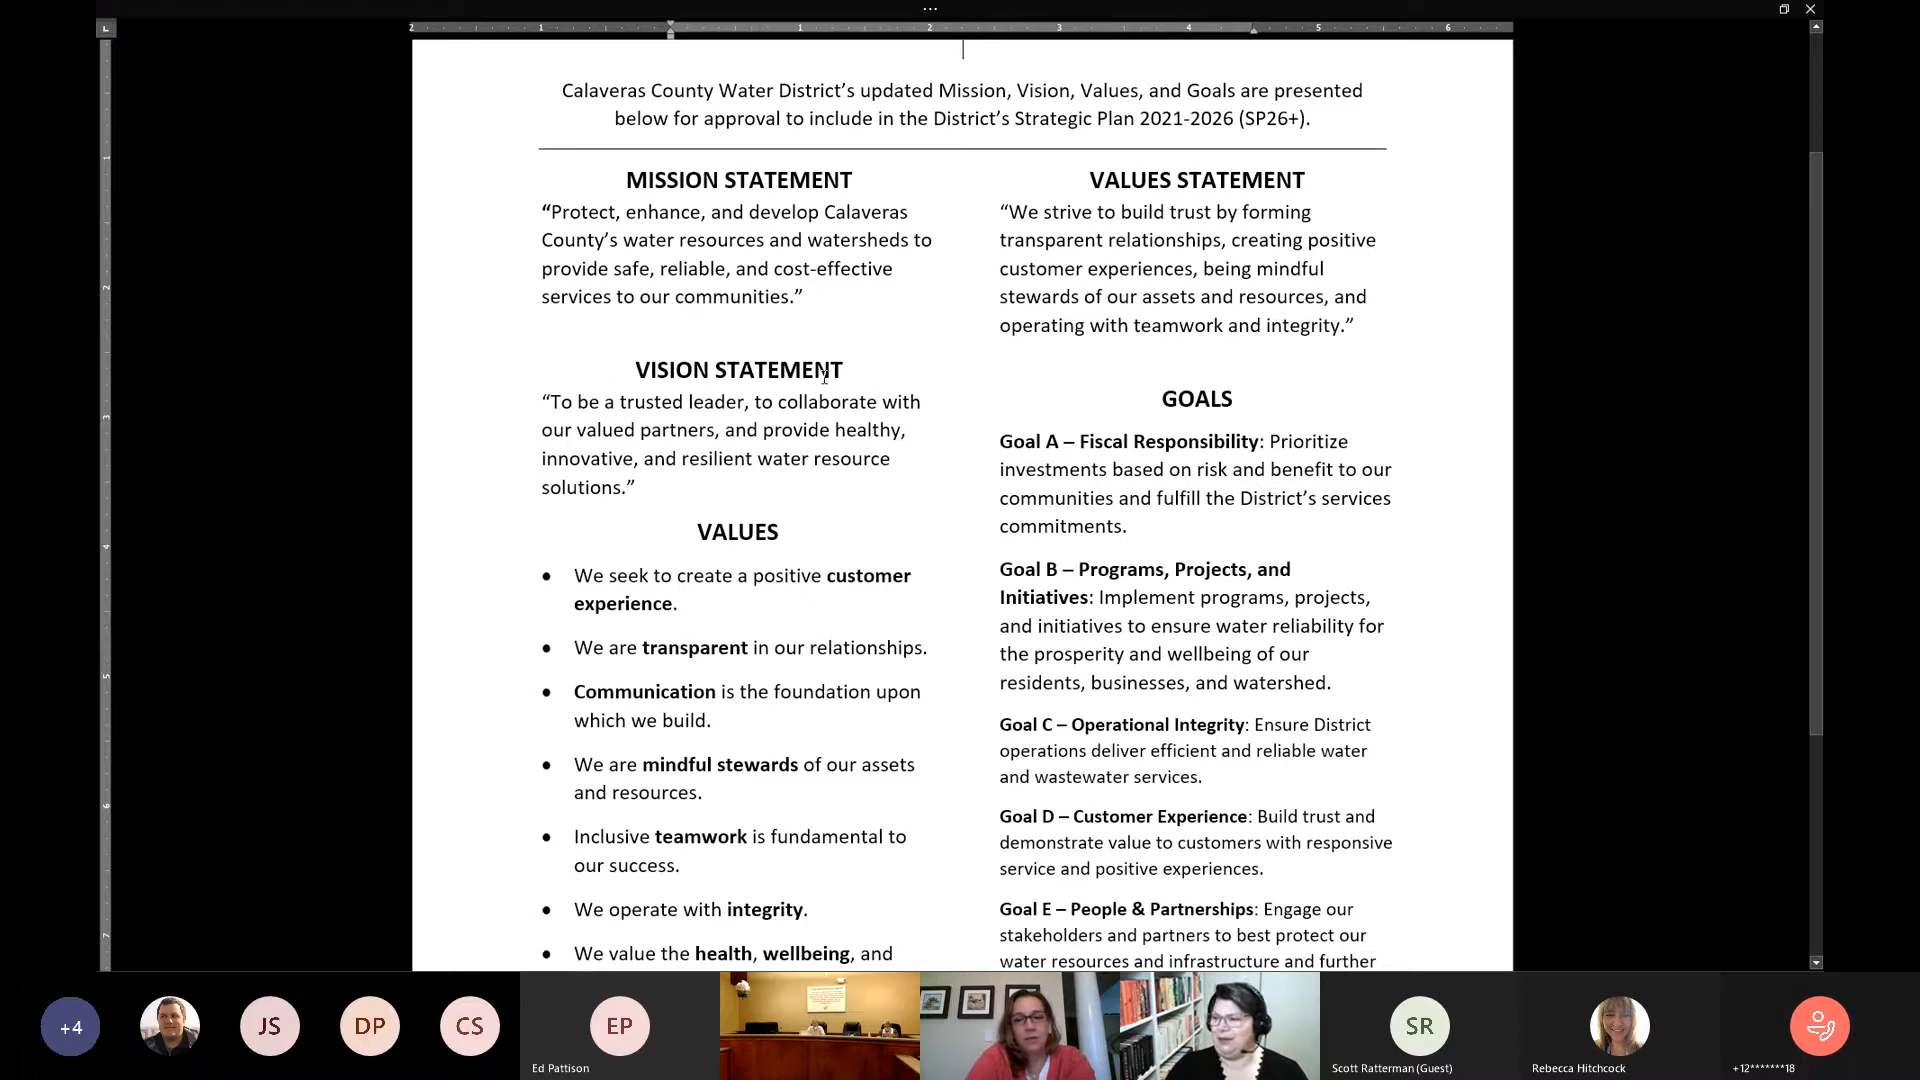 Calaveras County Water District’s updated Mission, Vision, Values, and Goals are presented
below for approval to include in the District’s Strategic Plan 2021-2026 (SP26+).
MISSION STATEMENT
“Protect, enhance, and develop Calaveras
County’s water resources and watersheds to
provide safe, reliable, and cost-effective
services to our communities.”
VISION STATEMENT
“To be a trusted leader, to collaborate with
our valued partners, and provide healthy,
innovative, and resilient water resource
solutions.”
VALUES
• We seek to create a positive customer
experience.
• We are transparent in our relationships.
• Communication is the foundation upon
which we build.
• We are mindful stewards of our assets
and resources.
• Inclusive teamwork is fundamental to
our success.
• We operate with integrity.
• We value the health, wellbeing, and
VALUES STATEMENT
“We strive to build trust by forming
transparent relationships, creating positive
customer experiences, being mindful
stewards of our assets and resources, and
operating with teamwork and integrity.”
GOALS
Goal A – Fiscal Responsibility: Prioritize
investments based on risk and benefit to our
communities and fulfill the District’s services
commitments.
Goal B – Programs, Projects, and
Initiatives: Implement programs, projects,
and initiatives to ensure water reliability for
the prosperity and wellbeing of our
residents, businesses, and watershed.
Goal C – Operational Integrity: Ensure District
operations deliver efficient and reliable water
and wastewater services.
Goal D – Customer Experience: Build trust and
demonstrate value to customers with responsive
service and positive experiences.
Goal E – People & Partnerships: Engage our
stakeholders and partners to best protect our
water resources and infrastructure and further
+4
JS
DP
CS
EP
Ed Pattison
SR
Scott Ratterman (Guest)
Rebecca Hitchcock
+12*******18